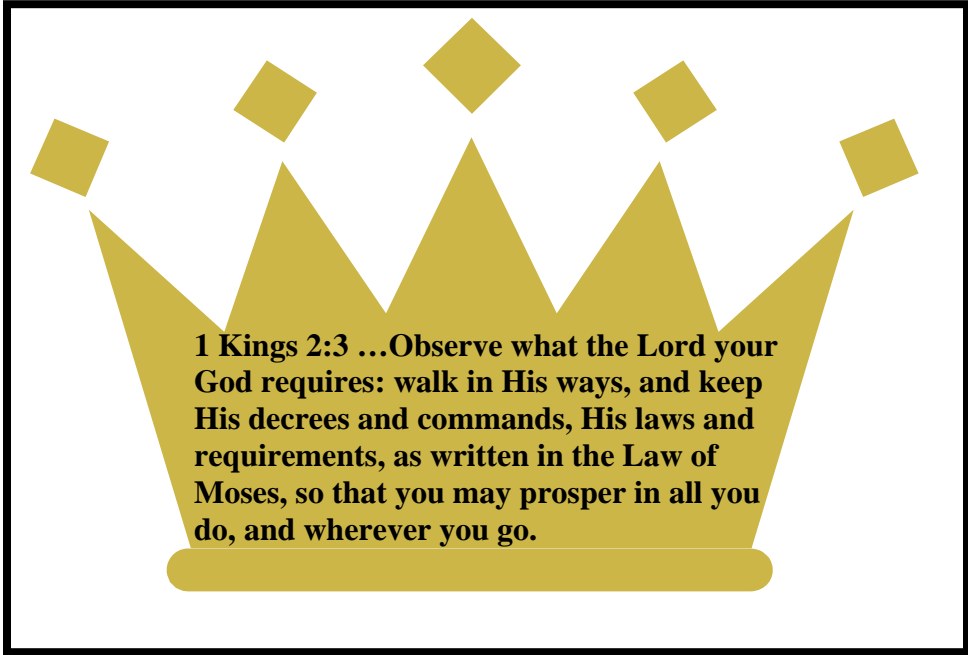 1 Kings 2:3 …Observe what the Lord your
God requires: walk in His ways, and keep
His decrees and commands, His laws and
requirements, as written in the Law of
Moses, so that you may prosper in all you
do, and wherever you go.